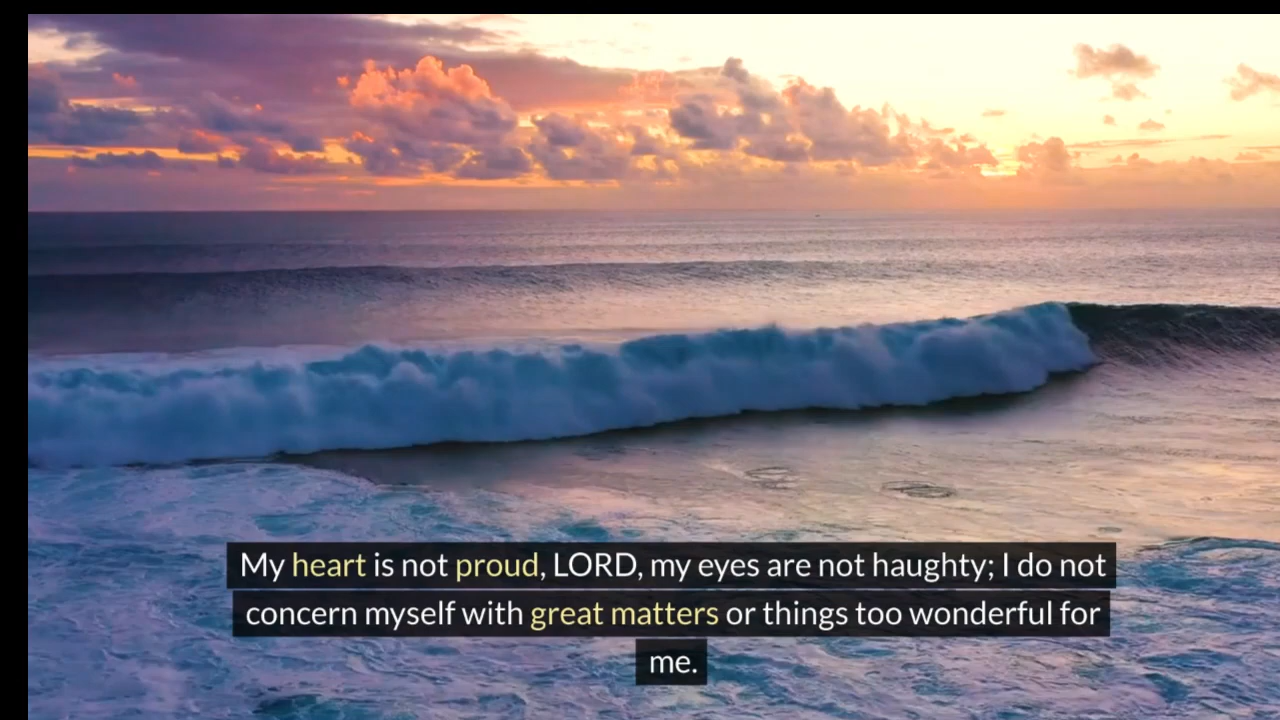 My heart is not proud, LORD, my eyes are not haughty; I do not
concern myself with great matters or things too wonderful for
me.